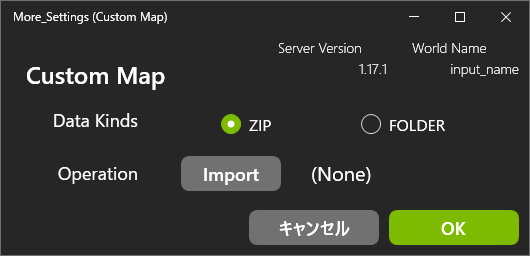 More_Settings (Custom Map)
Server Version World Name
1.17.1 input_name
Custom Map
Data Kinds ZIP FOLDER
Operation Import (None)
キャンセル OK